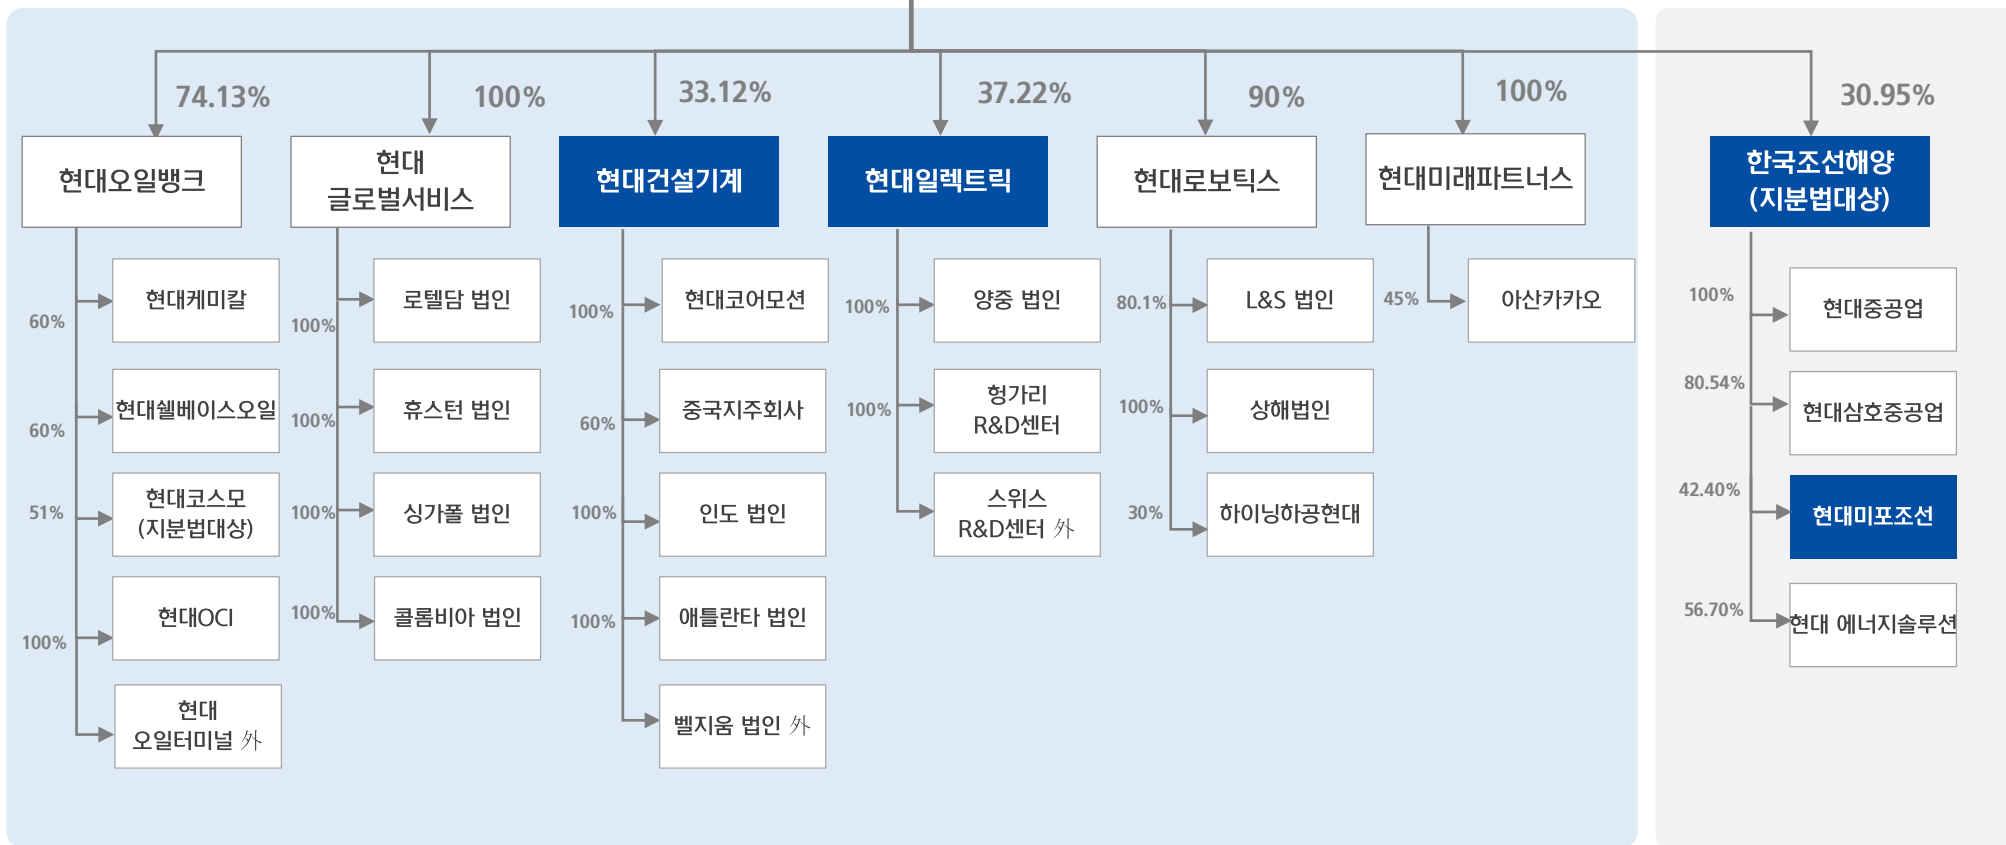 74.13%
100%
33.12%
37.22%
90%
100%
30.95%
현대오일뱅크
현대
글로벌서비스
현대건설기계
현대일렉트릭
현대로보틱스
현대미래파트너스
한국조선해양
(지분법대상)
60%
현대케미칼
60%
현대쉘베이스오일
51%
현대코스모
(지분법대상)
현대OCI
100%
현대
오일터미널 外
100%
로텔담 법인
100%
휴스턴 법인
100%
싱가폴 법인
100%
콜롬비아 법인
100%
현대코어모션
60%
중국지주회사
100%
인도 법인
100%
애틀란타 법인
벨지움 법인 外
100%
양중 법인
100%
헝가리
R&D센터
스위스
R&D센터 外
80.1%
L&S 법인
100%
상해법인
30%
하이닝하공현대
45%
아산카카오
100%
현대중공업
80.54%
현대삼호중공업
42.40%
현대미포조선
56.70%
현대 에너지솔루션